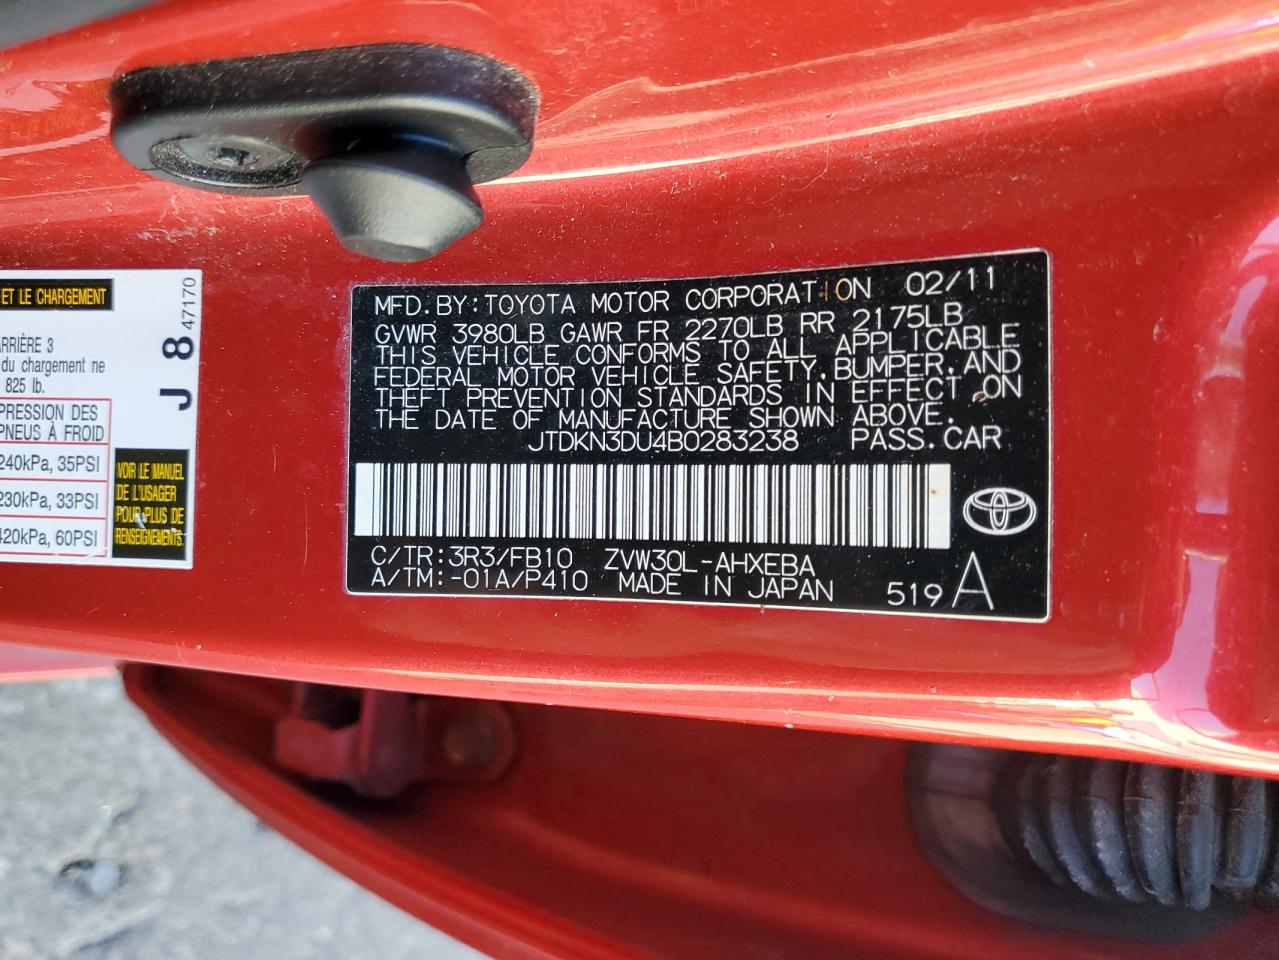 ET LE CHARGEMENT
ARRIÈRE 3
du chargement ne
825 lb.
PRESSION DES
PNEUS À FROID
240kPa, 35PSI
230kPa, 33PSI
420kPa, 60PSI
VOIR LE MANUEL
DE L'USAGER
POUR PLUS DE
RENSEIGNEMENTS.
J 8 47170
MFD. BY: TOYOTA MOTOR CORPORATION 02/11
GVWR 3980LB GAWR FR 2270LB RR 2175LB
THIS VEHICLE CONFORMS TO ALL APPLICABLE
FEDERAL MOTOR VEHICLE SAFETY, BUMPER, AND
THEFT PREVENTION STANDARDS IN EFFECT ON
THE DATE OF MANUFACTURE SHOWN ABOVE.
JTDKN3DU4B0283238 PASS. CAR
C/TR: 3R3/FB10 ZVW30L-AHXEBA
A/TM: -01A/P410 MADE IN JAPAN 519 A